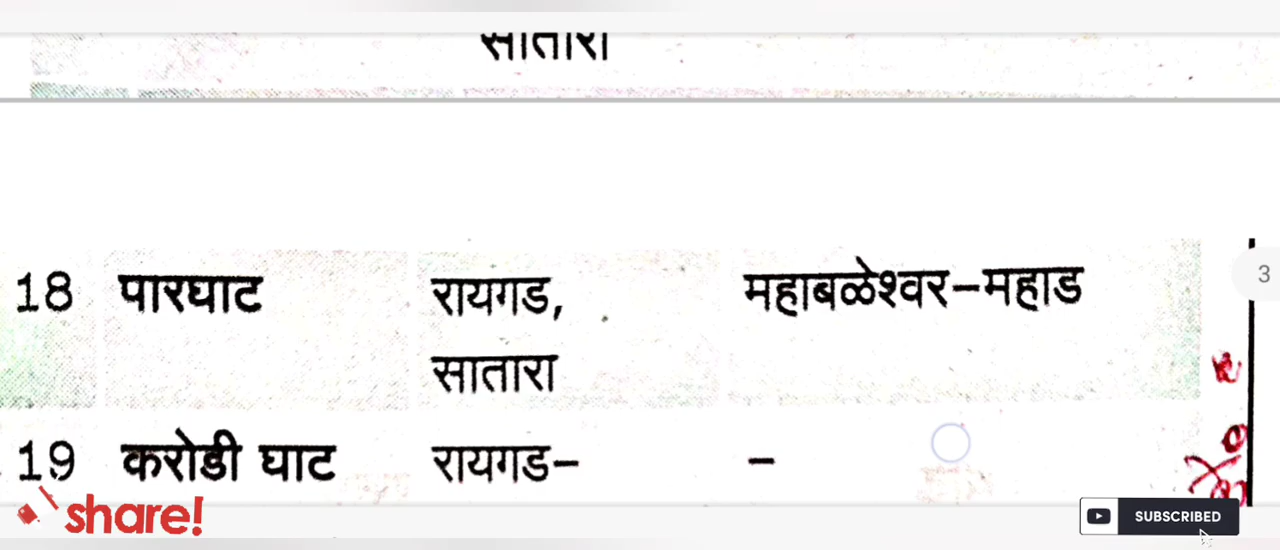 सातारा
18 पारघाट रायगड, महाबळेश्वर–महाड
3
सातारा
19 करोडी घाट रायगड– –
share!
SUBSCRIBED